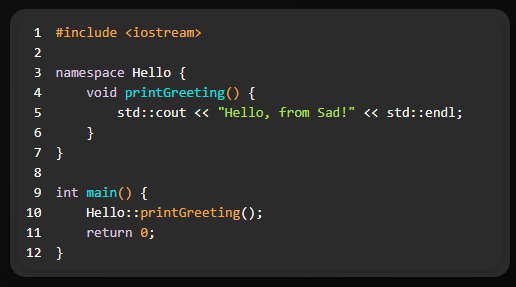 1 #include <iostream>
2
3 namespace Hello {
4     void printGreeting() {
5         std::cout << "Hello, from Sad!" << std::endl;
6     }
7 }
8
9 int main() {
10     Hello::printGreeting();
11     return 0;
12 }